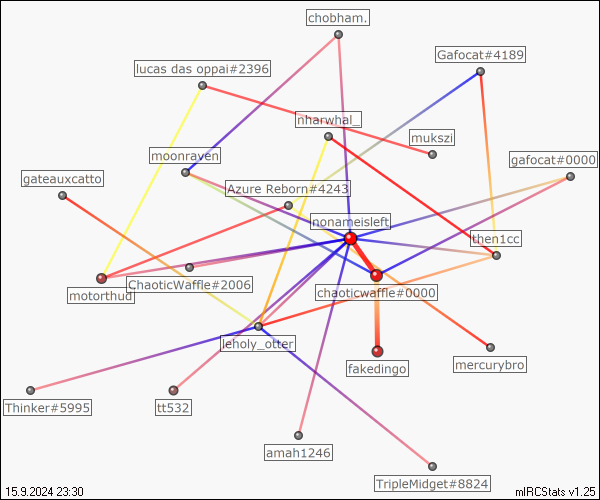 chobham.
Gafocat#4189
lucas das oppai#2396
nharwhal_
mukszi
moonraven
gafocat#0000
gateauxcatto
Azure Reborn#4243
nonameisleft
then1cc
ChaoticWaffle#2006
motorthud
chaoticwaffle#0000
leholy_otter
fakedingo
mercurybro
Thinker#5995
tt532
amah1246
TripleMidget#8824
15.9.2024 23:30
mIRCStats v1.25